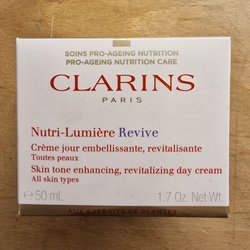 SOINS PRO-AGEING NUTRITION
PRO-AGEING NUTRITION CARE
CLARINS
PARIS
Nutri-Lumière Revive
Crème jour embellissante, revitalisante
Toutes peaux
Skin tone enhancing, revitalizing day cream
All skin types
℮ 50 mL 1.7 Oz. Net Wt.
AUX EXTRAITS DE PLANTES